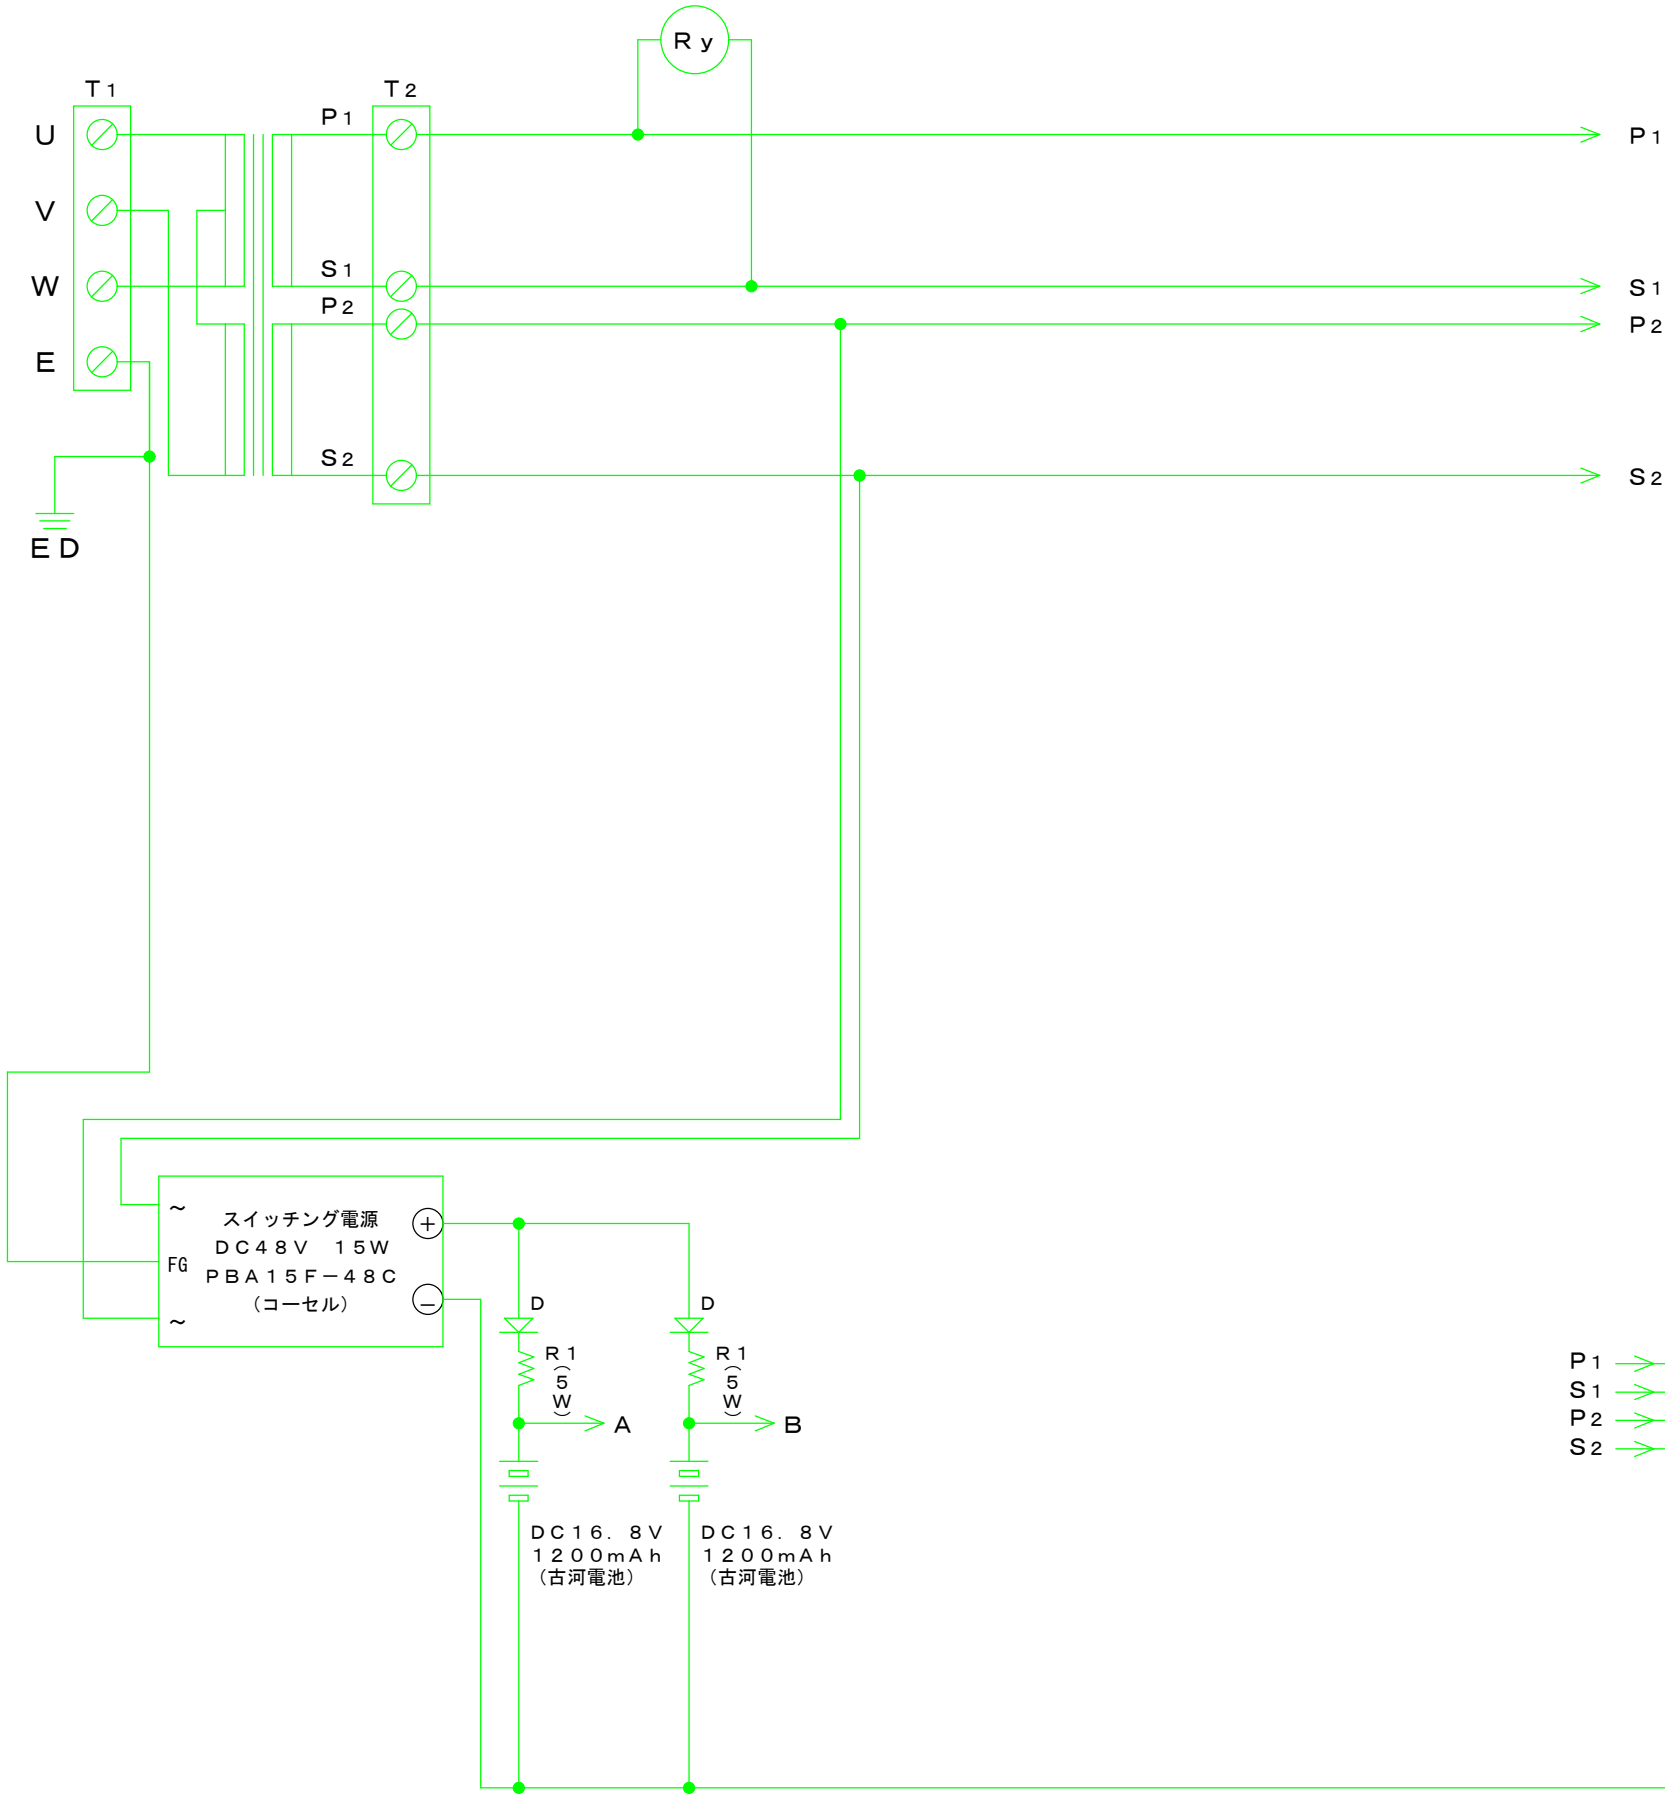 Ｒｙ
Ｔ１
Ｔ２
Ｕ
Ｐ１
Ｐ１
Ｖ
Ｗ
Ｓ１
Ｓ１
Ｐ２
Ｐ２
Ｅ
Ｓ２
Ｓ２
ＥＤ
～
スイッチング電源
＋
ＤＣ４８Ｖ　１５Ｗ
FG
ＰＢＡ１５Ｆ－４８Ｃ
（コーセル）
－
～
Ｄ
Ｄ
Ｒ１
（５Ｗ）
Ｒ１
（５Ｗ）
Ａ
Ｂ
Ｐ１
Ｓ１
Ｐ２
Ｓ２
ＤＣ１６．８Ｖ
１２００ｍＡｈ
（古河電池）
ＤＣ１６．８Ｖ
１２００ｍＡｈ
（古河電池）